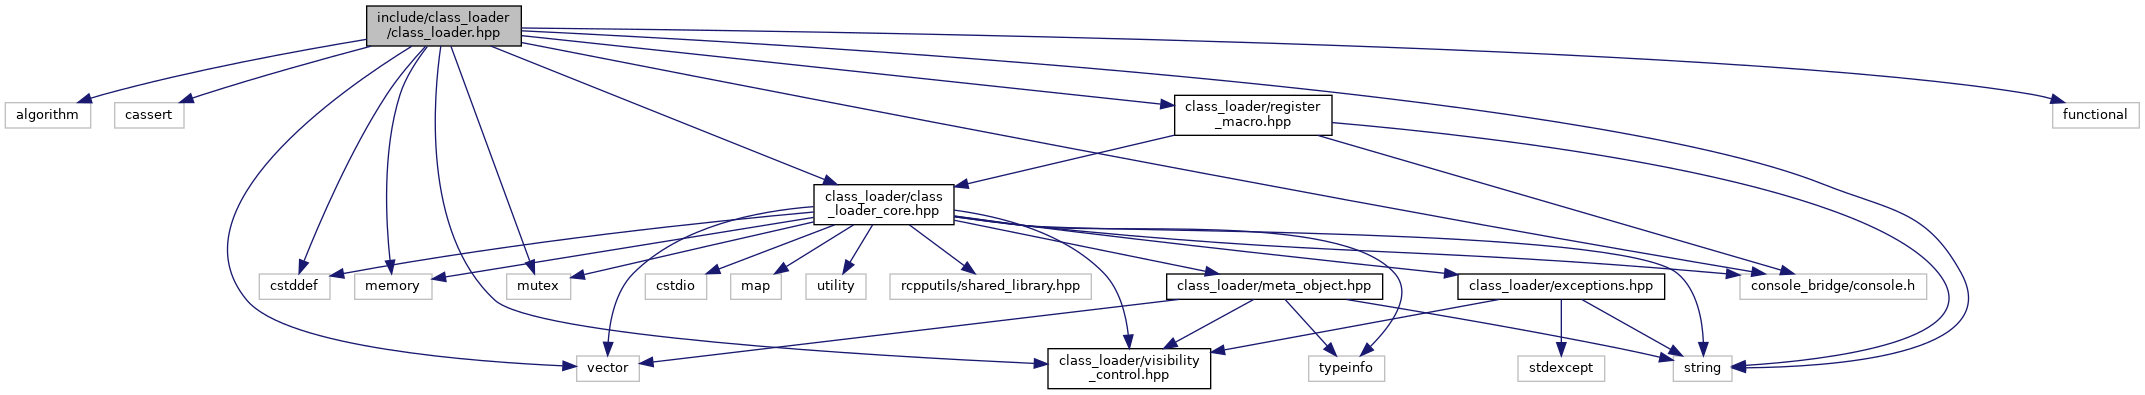 include/class_loader
/class_loader.hpp
algorithm
cassert
class_loader/register
_macro.hpp
functional
class_loader/class
_loader_core.hpp
cstddef
memory
mutex
cstdio
map
utility
rcpputils/shared_library.hpp
class_loader/meta_object.hpp
class_loader/exceptions.hpp
console_bridge/console.h
vector
class_loader/visibility
_control.hpp
typeinfo
stdexcept
string